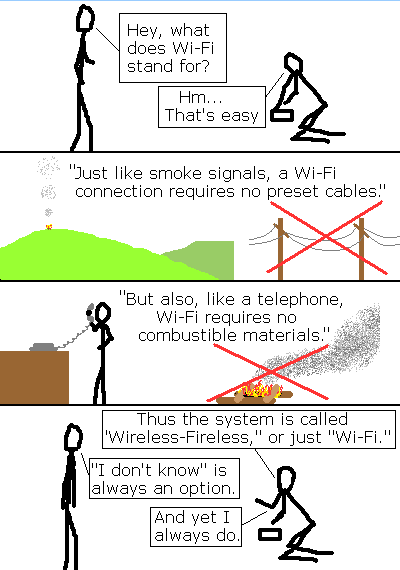 Hey, what
does Wi-Fi
stand for?
Hm...
That's easy
"Just like smoke signals, a Wi-Fi
connection requires no preset cables."
"But also, like a telephone,
Wi-Fi requires no
combustible materials."
Thus the system is called
"Wireless-Fireless," or just "Wi-Fi."
"I don't know" is
always an option.
And yet I
always do.